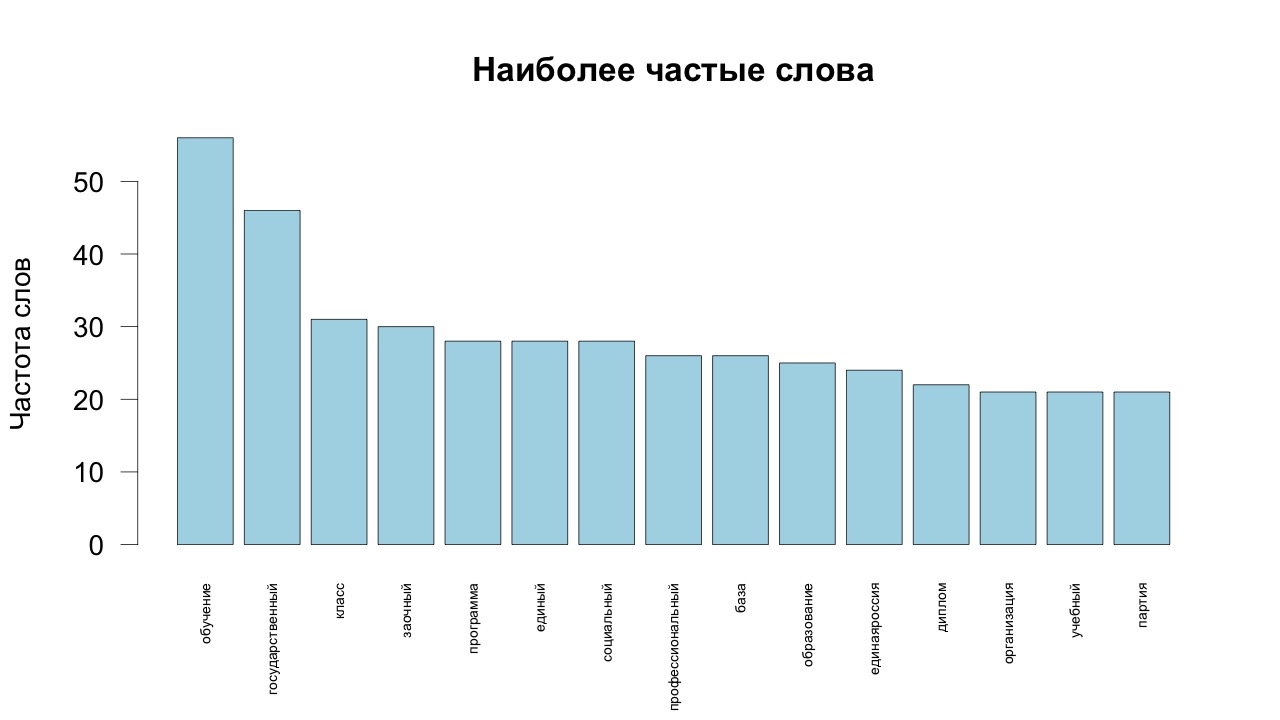 Наиболее частые слова
Частота слов
50
40
30
20
10
0
обучение
государственный
класс
заочный
программа
единый
социальный
профессиональный
база
образование
единаяроссия
диплом
организация
учебный
партия